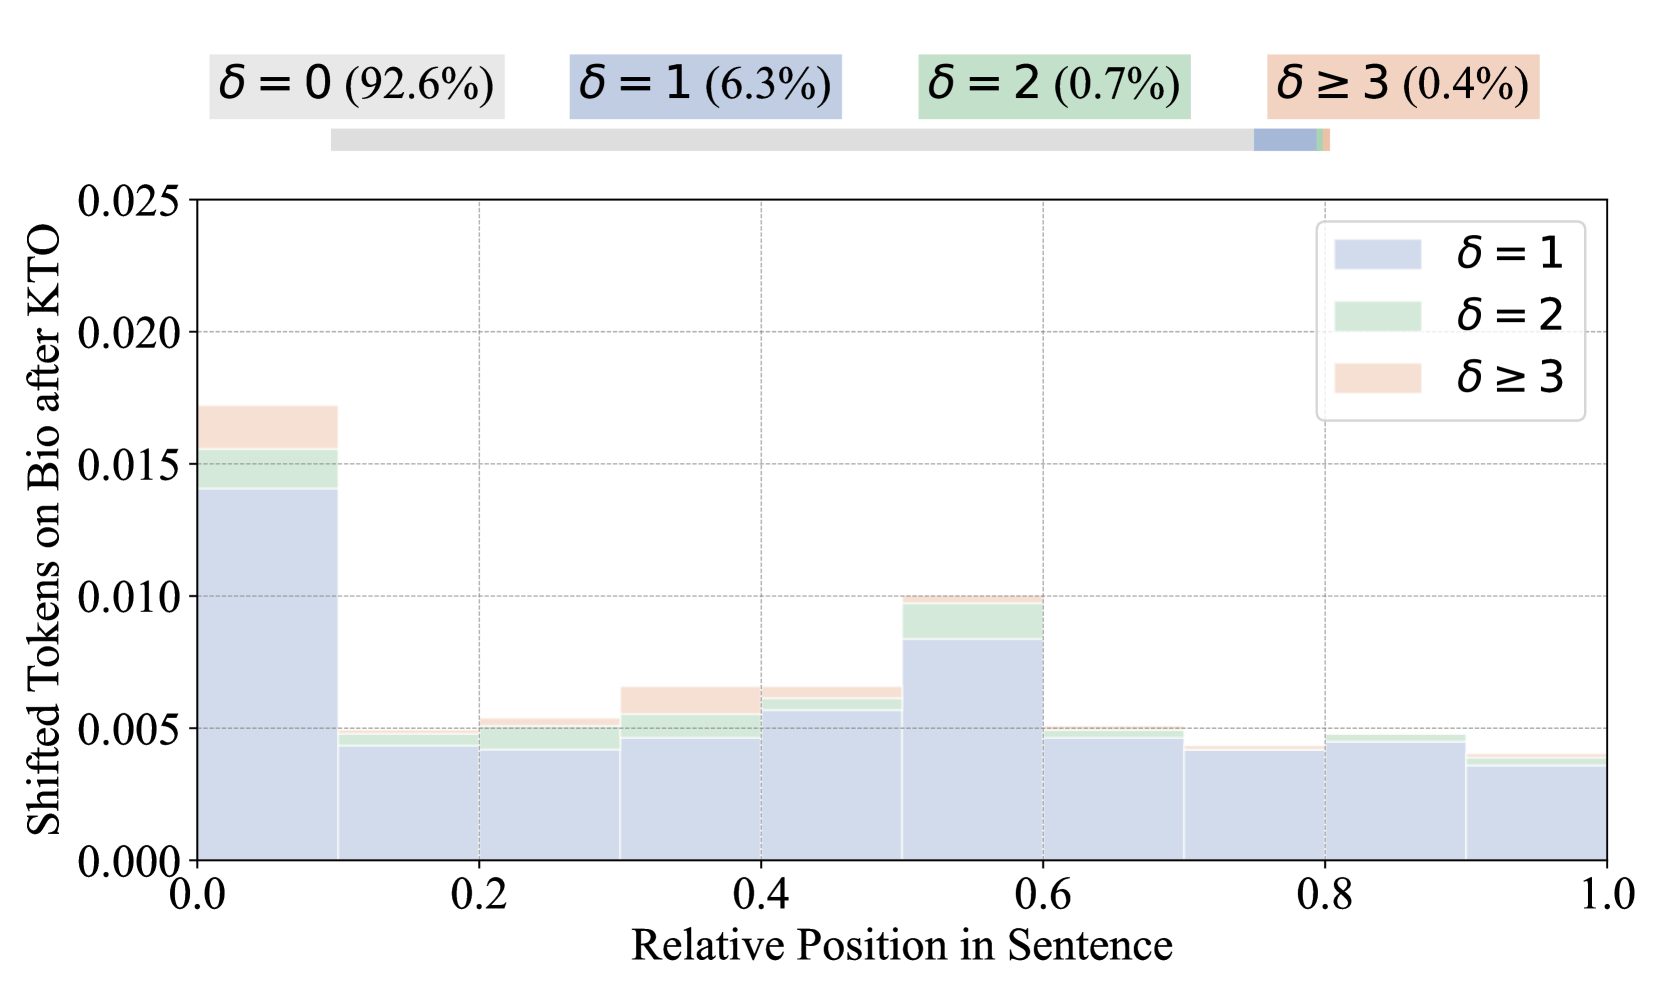 δ = 0 (92.6%) δ = 1 (6.3%) δ = 2 (0.7%) δ ≥ 3 (0.4%)
Shifted Tokens on Bio after KTO
0.025
0.020
0.015
0.010
0.005
0.000
δ = 1
δ = 2
δ ≥ 3
0.0 0.2 0.4 0.6 0.8 1.0
Relative Position in Sentence